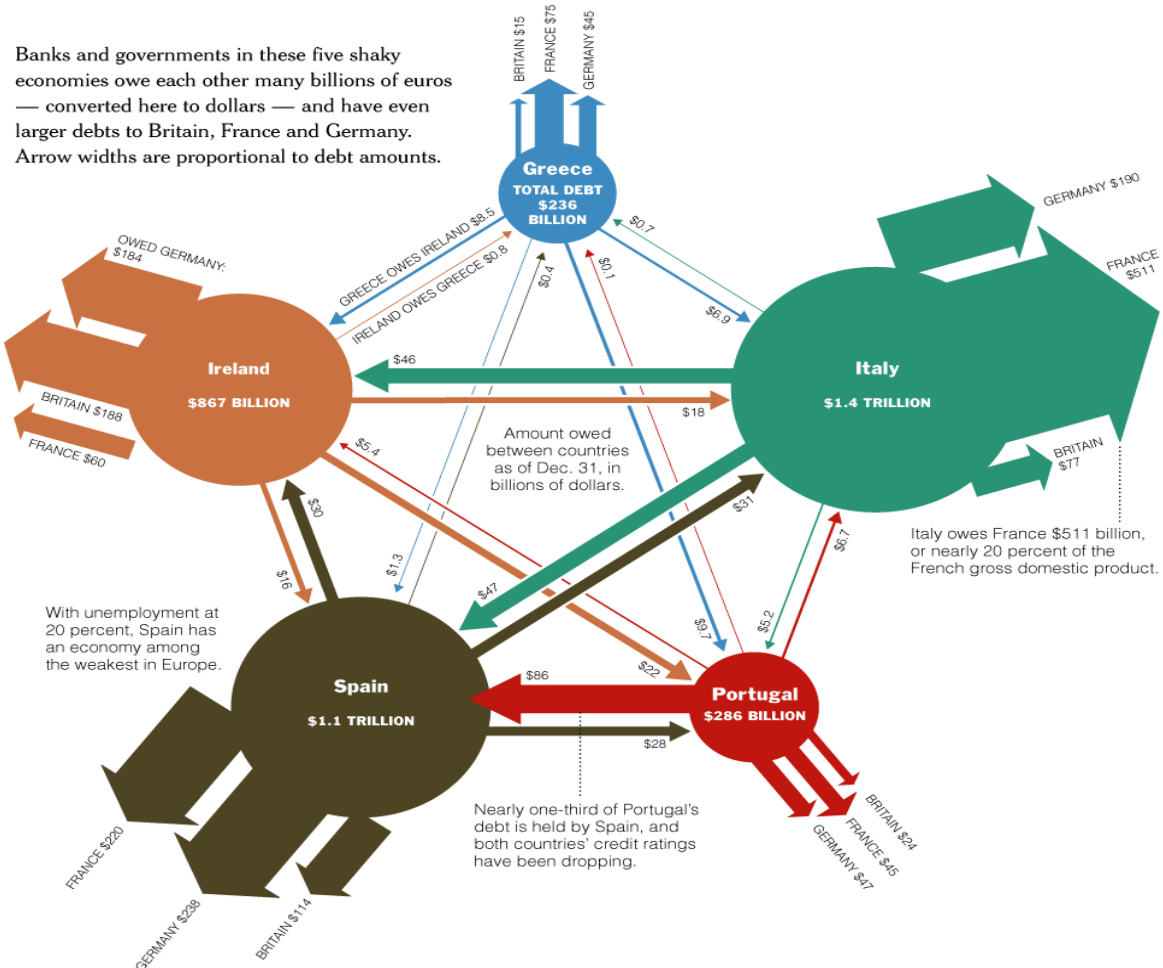 Banks and governments in these five shaky
economies owe each other many billions of euros
— converted here to dollars — and have even
larger debts to Britain, France and Germany.
Arrow widths are proportional to debt amounts.
BRITAIN $15
FRANCE $75
GERMANY $45
Greece
TOTAL DEBT
$236
BILLION
GREECE OWES IRELAND $8.5
IRELAND OWES GREECE $0.8
$0.4
$0.1
$0.7
$6.9
OWED GERMANY:
$184
BRITAIN $188
FRANCE $60
Ireland
$867 BILLION
GERMANY $190
FRANCE
$511
BRITAIN
$77
Italy
$1.4 TRILLION
$46
$18
Amount owed
between countries
as of Dec. 31, in
billions of dollars.
$5.4
$30
$16
$1.3
$47
$31
$9.7
$22
$5.2
$6.7
Italy owes France $511 billion,
or nearly 20 percent of the
French gross domestic product.
With unemployment at
20 percent, Spain has
an economy among
the weakest in Europe.
Spain
$1.1 TRILLION
$86
$28
Portugal
$286 BILLION
Nearly one-third of Portugal’s
debt is held by Spain, and
both countries’ credit ratings
have been dropping.
FRANCE $220
GERMANY $238
BRITAIN $114
BRITAIN $24
FRANCE $45
GERMANY $47